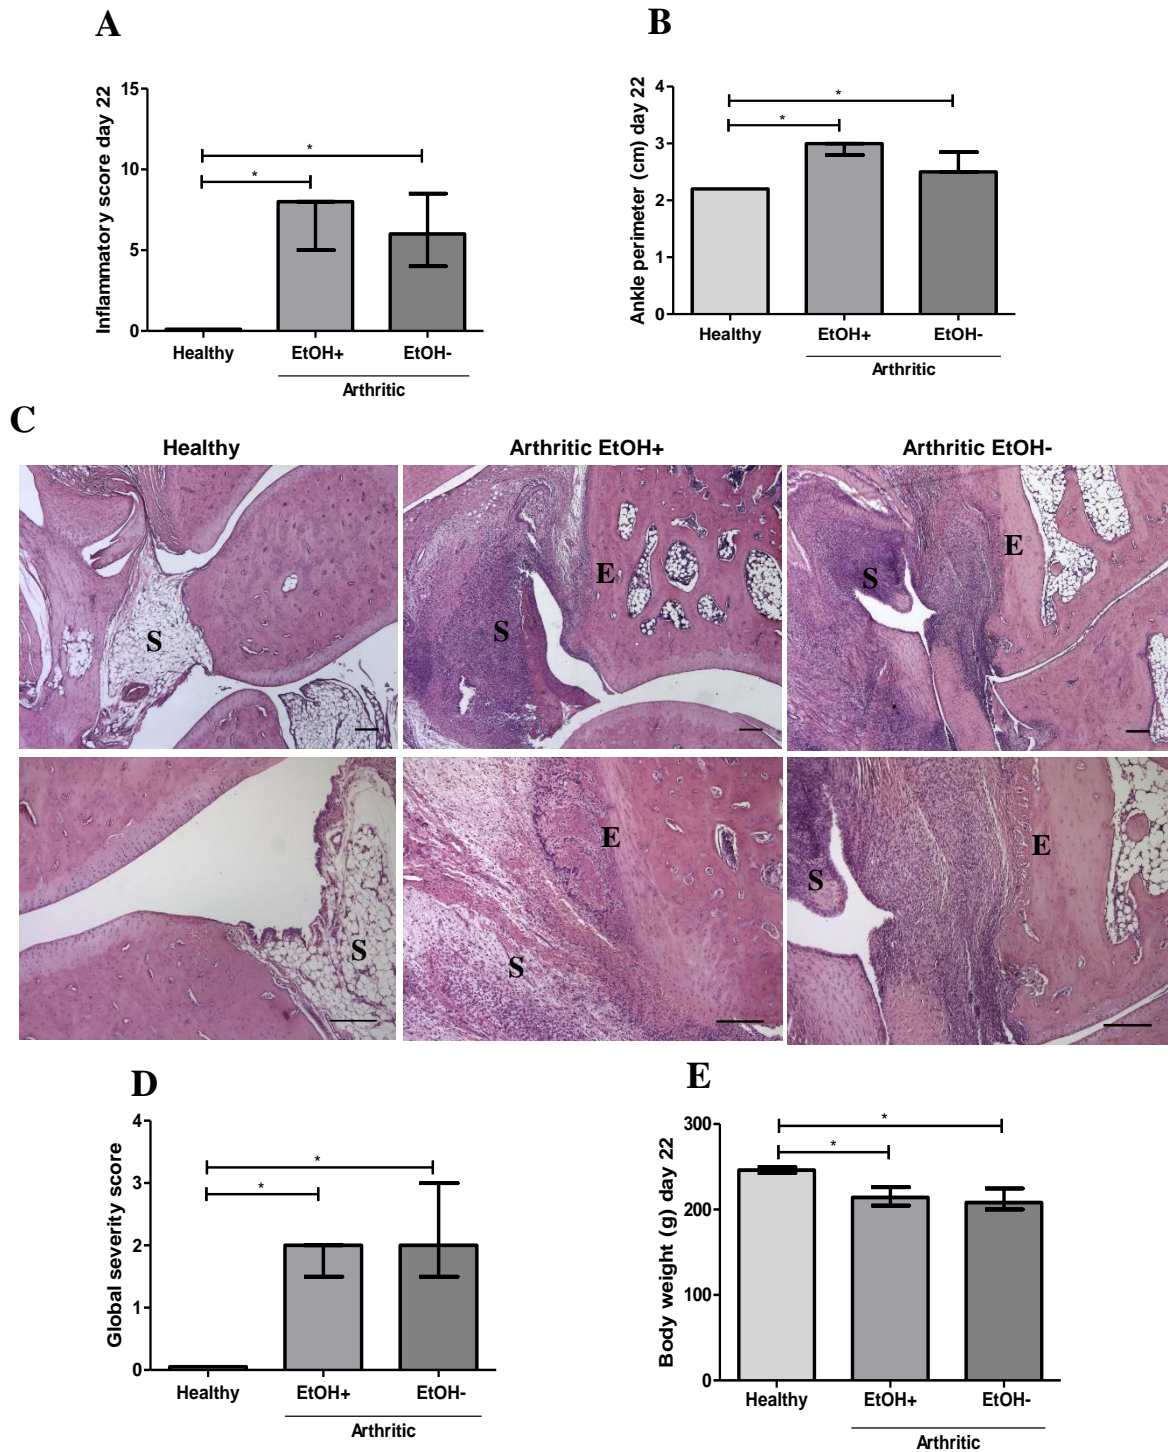 A
Inflammatory score day 22
15
10
5
0
*
*
Healthy
EtOH+
EtOH-
Arthritic
B
Ankle perimeter (cm) day 22
4
3
2
1
0
*
*
Healthy
EtOH+
EtOH-
Arthritic
C
Healthy
Arthritic EtOH+
Arthritic EtOH-
S
S
E
S
E
S
S
E
S
E
D
Global severity score
4
3
2
1
0
*
*
Healthy
EtOH+
EtOH-
Arthritic
E
Body weight (g) day 22
300
200
100
0
*
*
Healthy
EtOH+
EtOH-
Arthritic